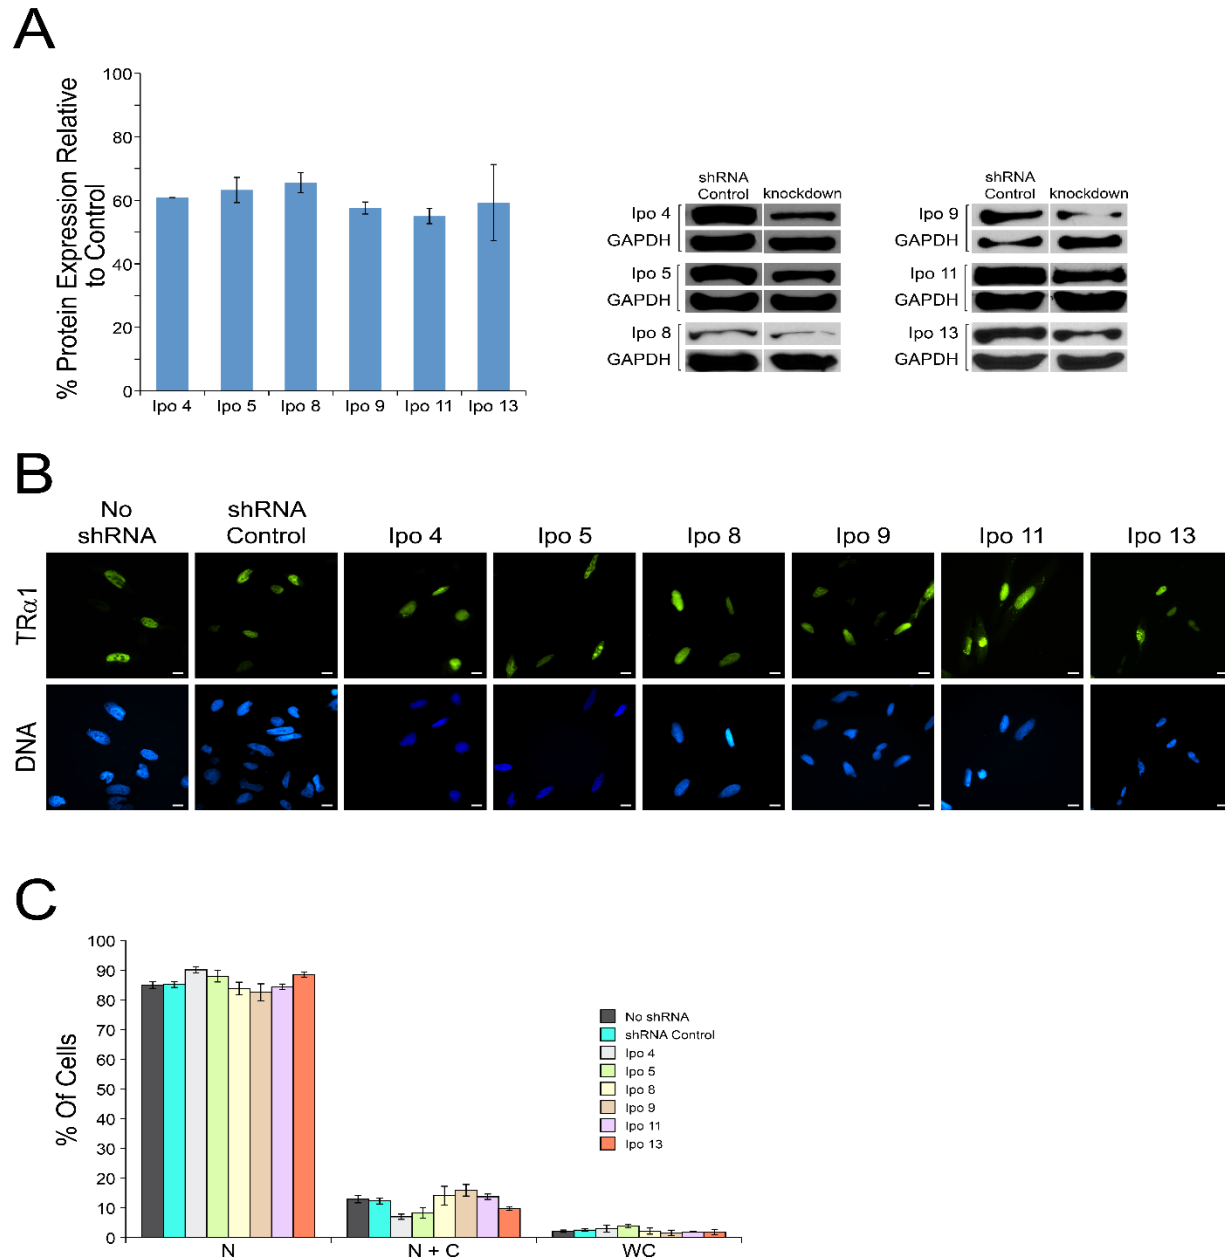 A
% Protein Expression Relative
to Control
100
80
60
40
20
0
Ipo 4 Ipo 5 Ipo 8 Ipo 9 Ipo 11 Ipo 13
shRNA
Control knockdown
Ipo 4
GAPDH
Ipo 5
GAPDH
Ipo 8
GAPDH
shRNA
Control knockdown
Ipo 9
GAPDH
Ipo 11
GAPDH
Ipo 13
GAPDH
B
No
shRNA
shRNA
Control
Ipo 4
Ipo 5
Ipo 8
Ipo 9
Ipo 11
Ipo 13
TRα1
DNA
C
% Of Cells
100
90
80
70
60
50
40
30
20
10
0
N
N + C
WC
No shRNA
shRNA Control
Ipo 4
Ipo 5
Ipo 8
Ipo 9
Ipo 11
Ipo 13